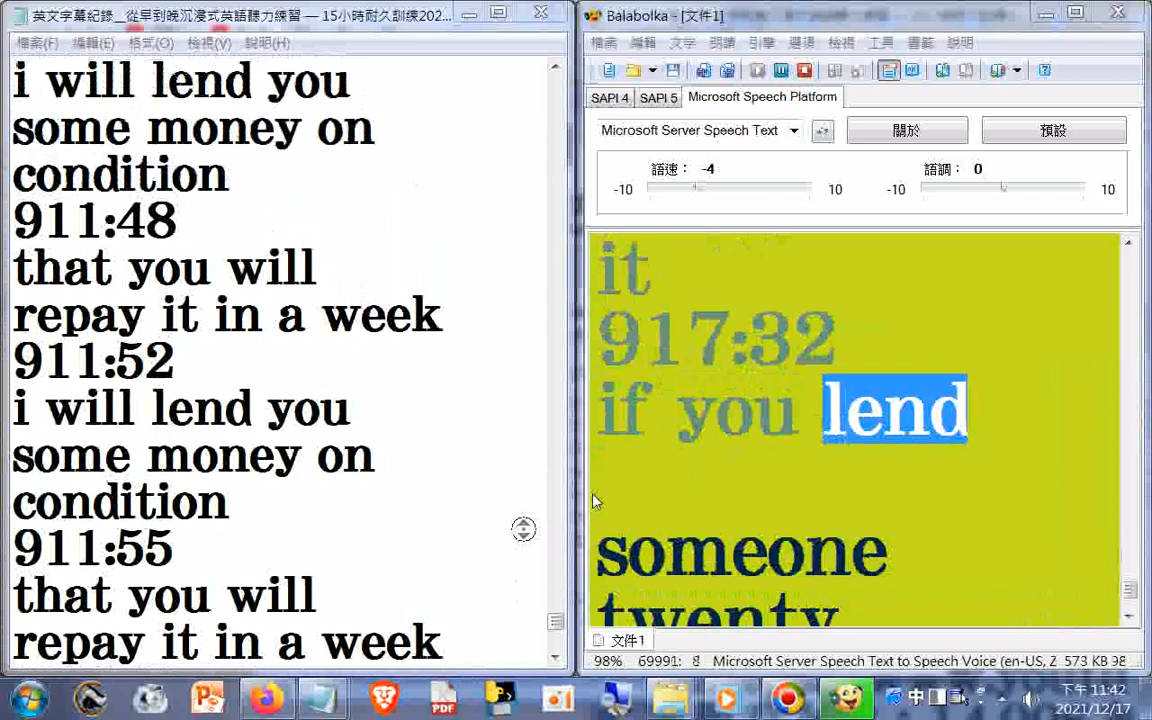 英文字幕紀錄__從早到晚沉浸式英語聽力練習 — 15小時耐久訓練202...
檔案(F) 編輯(E) 格式(O) 檢視(V) 說明(H)
i will lend you
some money on
condition
911:48
that you will
repay it in a week
911:52
i will lend you
some money on
condition
911:55
that you will
repay it in a week
Balabolka - [文件1]
檔案 編輯 文字 朗讀 引擎 選項 檢視 工具 書籤 說明
SAPI 4 SAPI 5 Microsoft Speech Platform
Microsoft Server Speech Text 關於 預設
語速： -4 語調： 0
-10 10 -10 10
it
917:32
if you lend
someone
twenty
文件1
98% 69991: 8 Microsoft Server Speech Text to Speech Voice (en-US, Z 573 KB 98
PDF
中
下午 11:42
2021/12/17